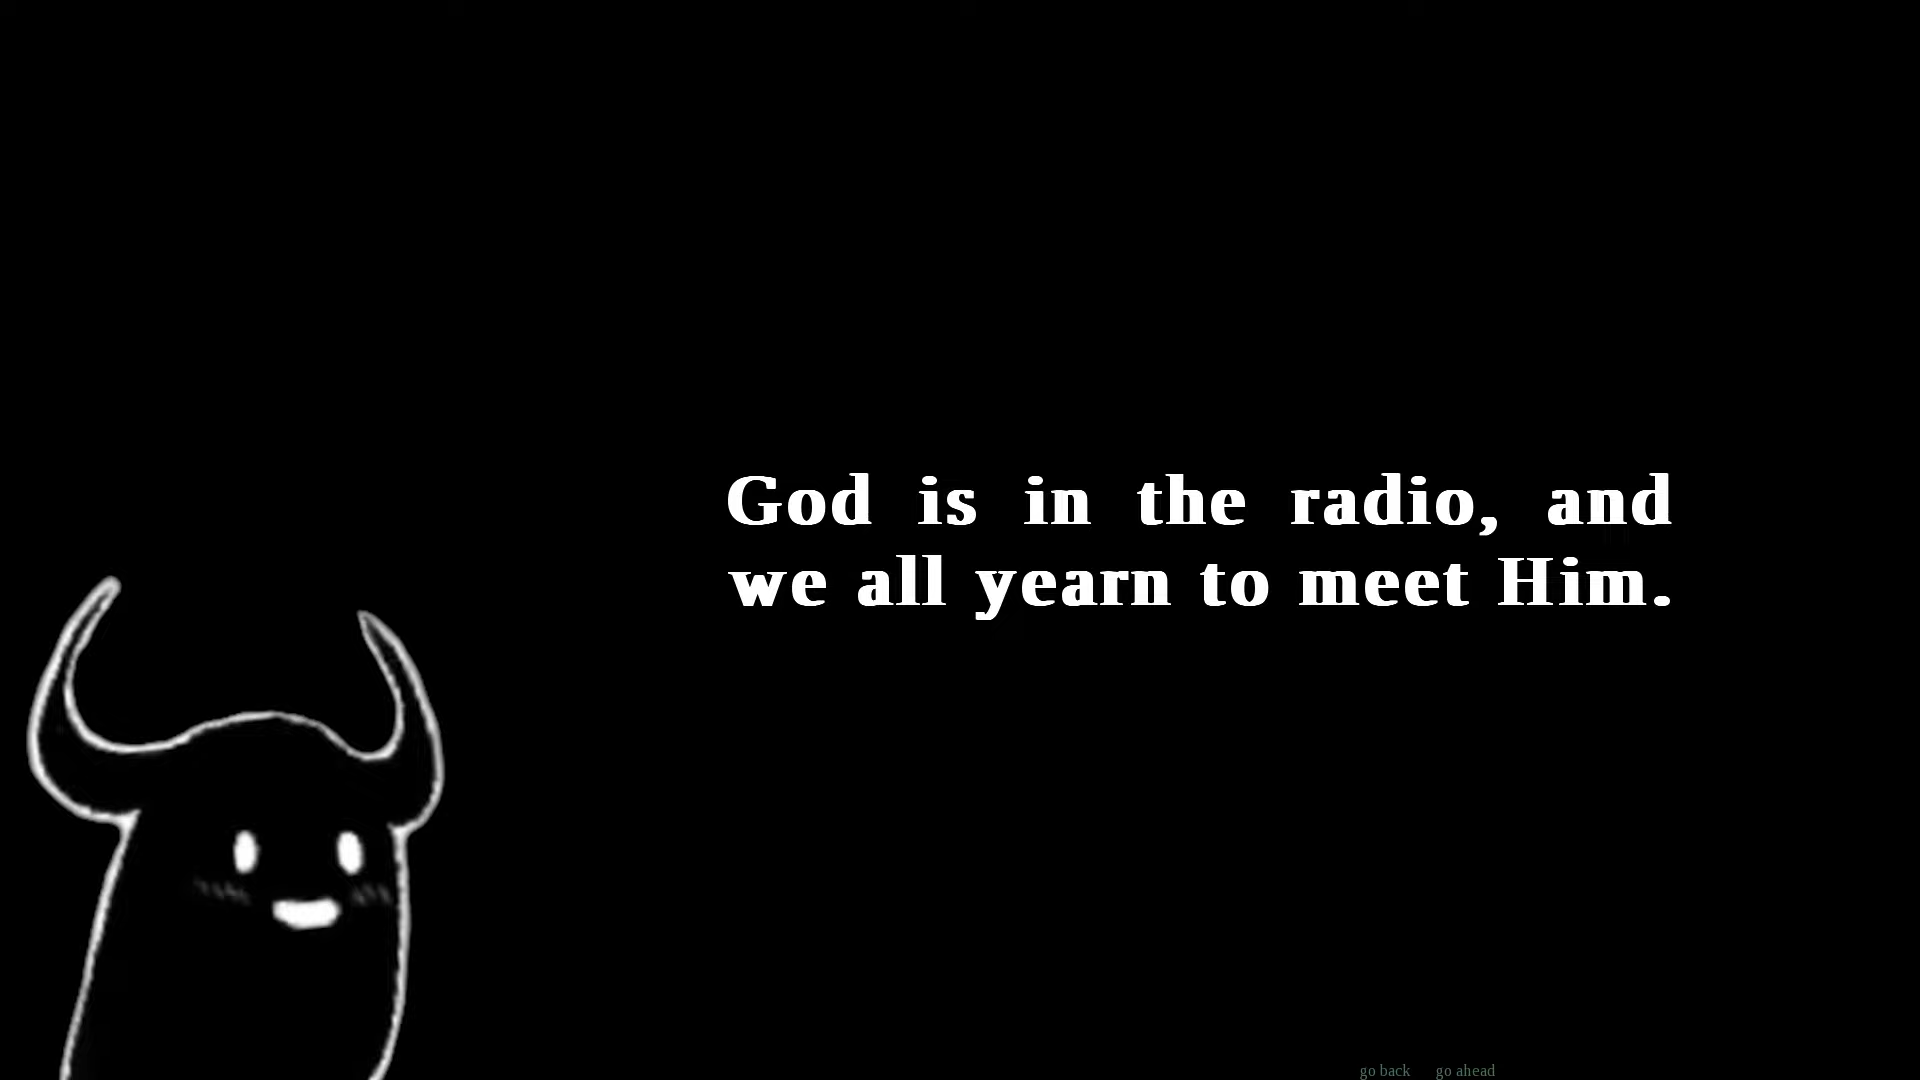 God is in the radio, and
we all yearn to meet Him.
go back go ahead